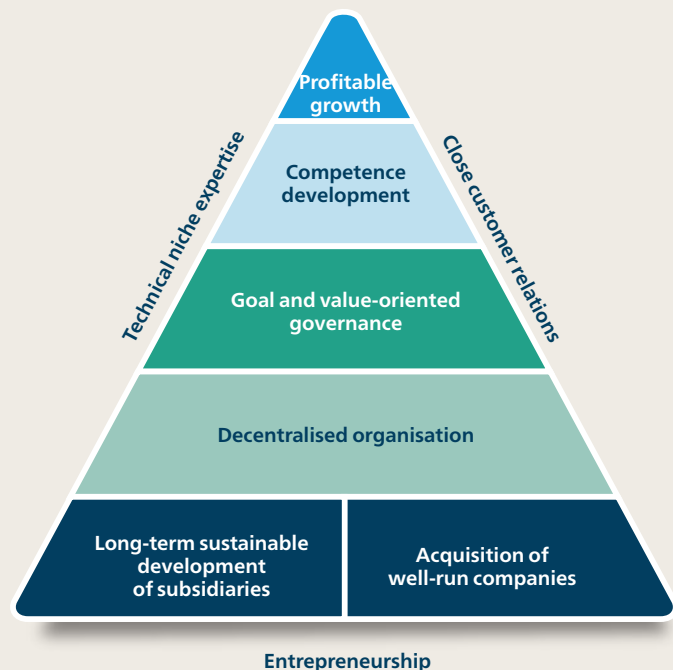 Profitable
growth
Technical niche expertise
Close customer relations
Competence
development
Goal and value-oriented
governance
Decentralised organisation
Long-term sustainable
development
of subsidiaries
Acquisition of
well-run companies
Entrepreneurship